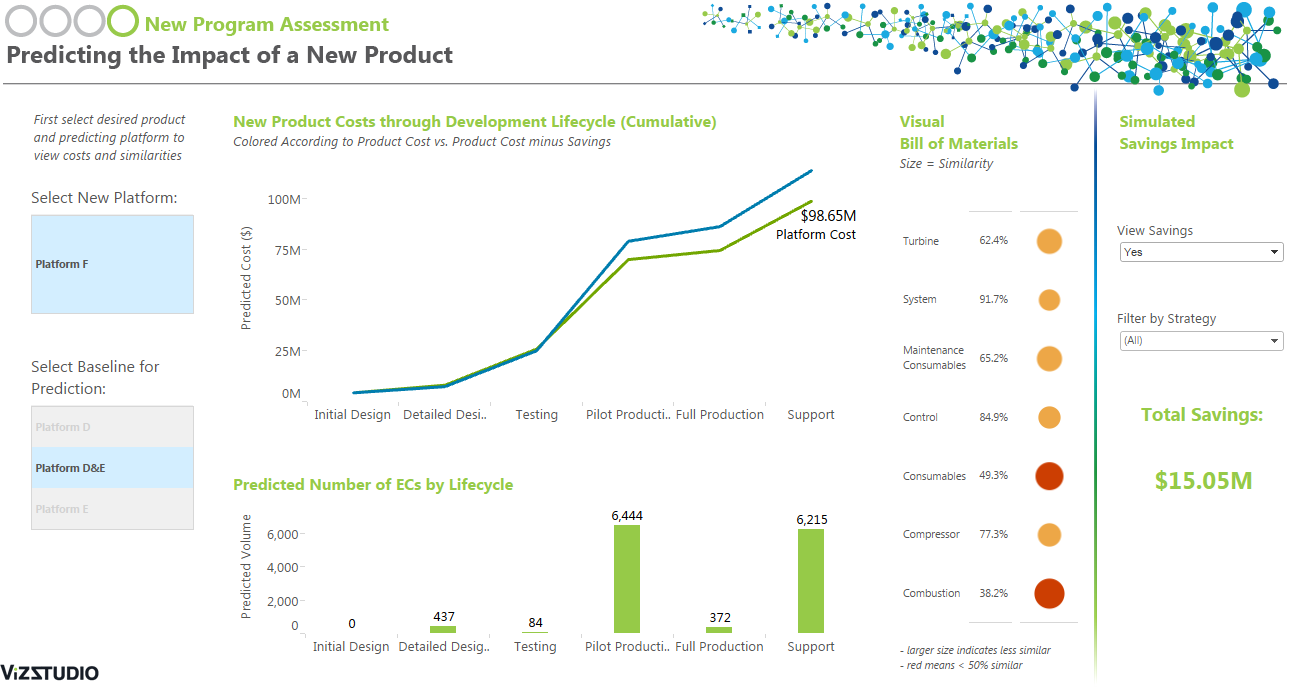 New Program Assessment
Predicting the Impact of a New Product
First select desired product
and predicting platform to
view costs and similarities
Select New Platform:
Platform F
Select Baseline for
Prediction:
Platform D
Platform D&E
Platform E
New Product Costs through Development Lifecycle (Cumulative)
Colored According to Product Cost vs. Product Cost minus Savings
Predicted Cost ($)
100M
75M
50M
25M
0M
$98.65M
Platform Cost
Initial Design
Detailed Desi..
Testing
Pilot Producti..
Full Production
Support
Predicted Number of ECs by Lifecycle
Predicted Volume
6,000
4,000
2,000
0
0
437
84
6,444
372
6,215
Initial Design
Detailed Desig..
Testing
Pilot Producti..
Full Production
Support
Visual
Bill of Materials
Size = Similarity
Turbine 62.4%
System 91.7%
Maintenance
Consumables 65.2%
Control 84.9%
Consumables 49.3%
Compressor 77.3%
Combustion 38.2%
- larger size indicates less similar
- red means < 50% similar
Simulated
Savings Impact
View Savings
Yes
Filter by Strategy
(All)
Total Savings:
$15.05M
VizSTUDIO